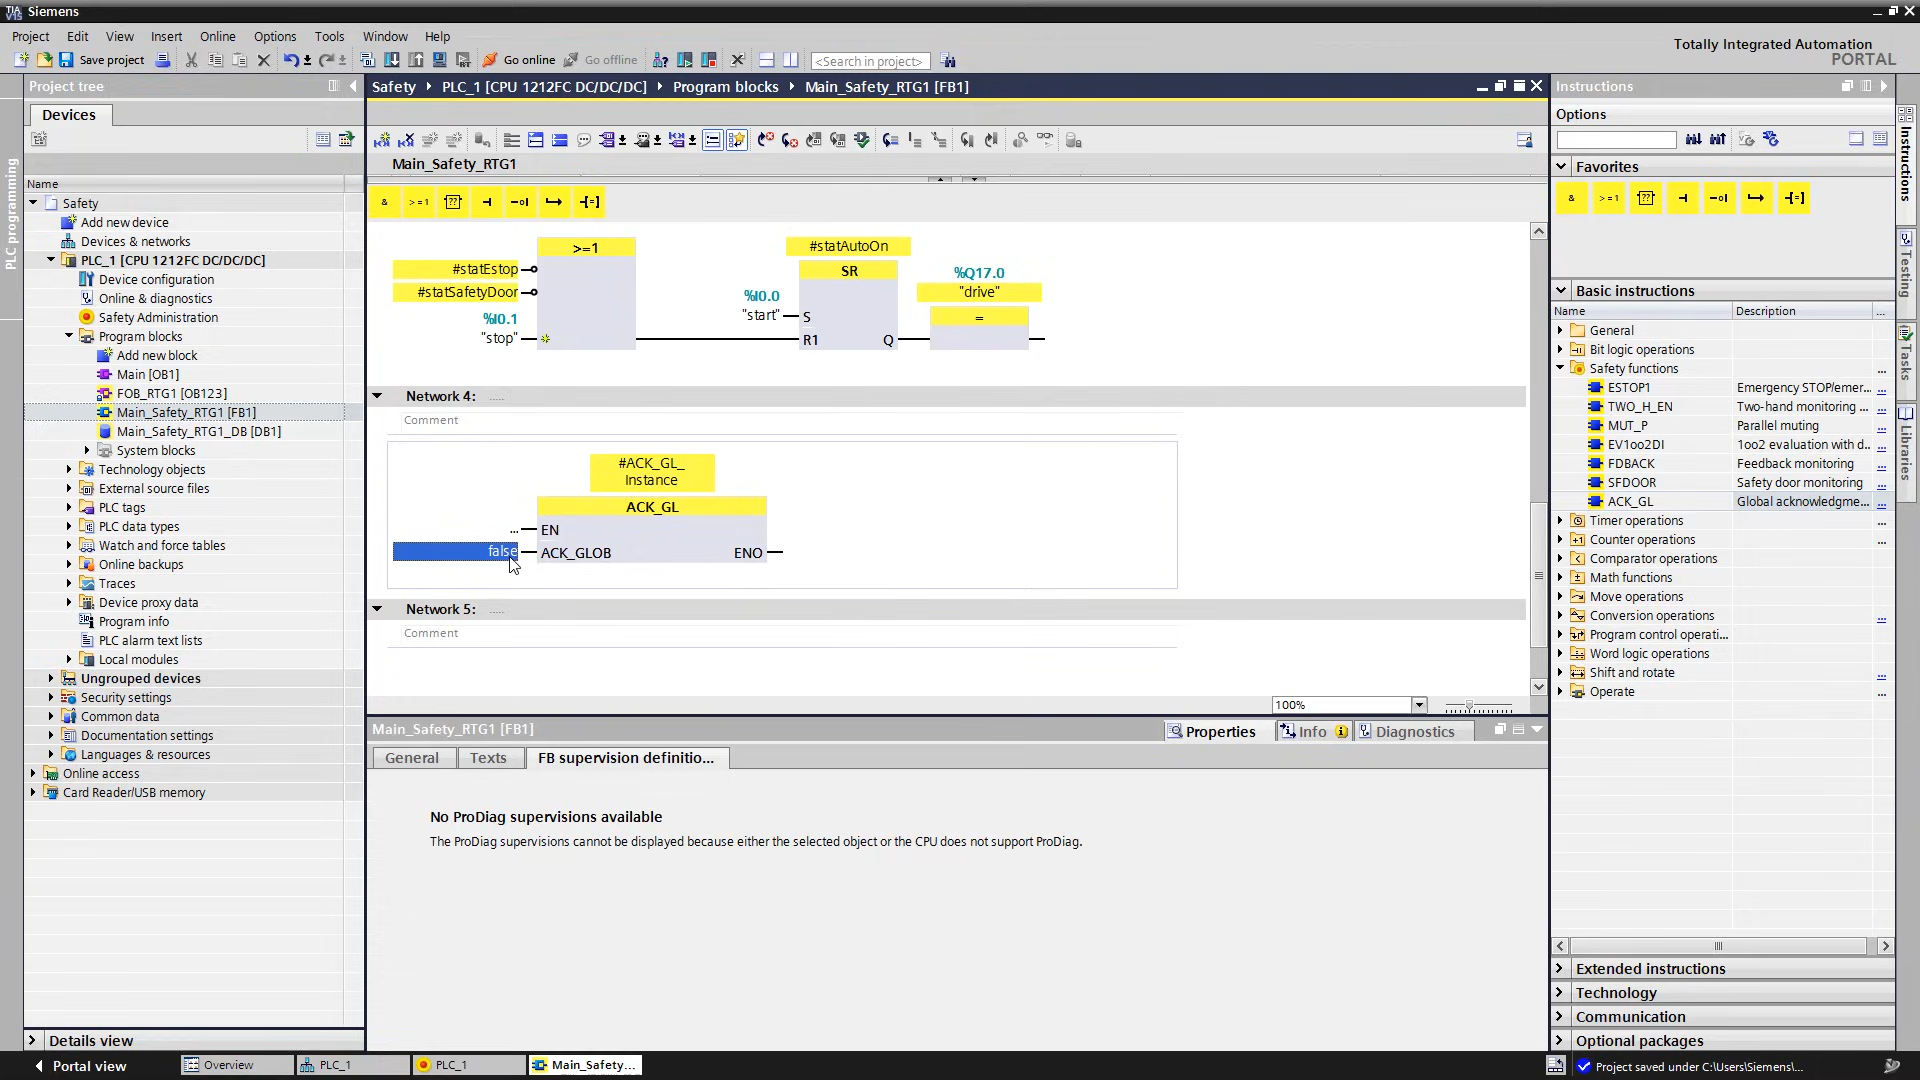 TIA
V15
Siemens
Project Edit View Insert Online Options Tools Window Help
Totally Integrated Automation
PORTAL
Save project
Go online
Go offline
<Search in project>
Project tree
Safety PLC_1 [CPU 1212FC DC/DC/DC] Program blocks Main_Safety_RTG1 [FB1]
Instructions
Devices
Options
PLC programming
Main_Safety_RTG1
Favorites
Name
& >=1 ??
& >=1 ??
Safety
Add new device
Devices & networks
PLC_1 [CPU 1212FC DC/DC/DC]
Device configuration
Online & diagnostics
Safety Administration
Program blocks
Add new block
Main [OB1]
FOB_RTG1 [OB123]
Main_Safety_RTG1 [FB1]
Main_Safety_RTG1_DB [DB1]
System blocks
Technology objects
External source files
PLC tags
PLC data types
Watch and force tables
Online backups
Traces
Device proxy data
Program info
PLC alarm text lists
Local modules
Ungrouped devices
Security settings
Common data
Documentation settings
Languages & resources
Online access
Card Reader/USB memory
Details view
>=1
#statEstop
#statSafetyDoor
%I0.1
"stop"
#statAutoOn
SR
%I0.0
"start"
S
R1 Q
%Q17.0
"drive"
=
Network 4: .....
Comment
#ACK_GL_
Instance
ACK_GL
... EN
false ACK_GLOB ENO
Network 5: .....
Comment
100%
Main_Safety_RTG1 [FB1]
Properties Info Diagnostics
General Texts FB supervision definitio...
No ProDiag supervisions available
The ProDiag supervisions cannot be displayed because either the selected object or the CPU does not support ProDiag.
Basic instructions
Name Description ...
General
Bit logic operations
Safety functions ...
ESTOP1 Emergency STOP/emer... ...
TWO_H_EN Two-hand monitoring ... ...
MUT_P Parallel muting ...
EV1oo2DI 1oo2 evaluation with d... ...
FDBACK Feedback monitoring ...
SFDOOR Safety door monitoring ...
ACK_GL Global acknowledgme... ...
Timer operations ...
Counter operations ...
Comparator operations
Math functions
Move operations
Conversion operations ...
Program control operati...
Word logic operations
Shift and rotate ...
Operate ...
Extended instructions
Technology
Communication
Optional packages
Instructions
Testing
Tasks
Libraries
Portal view
Overview
PLC_1
PLC_1
Main_Safety...
Project saved under C:\Users\Siemens\...